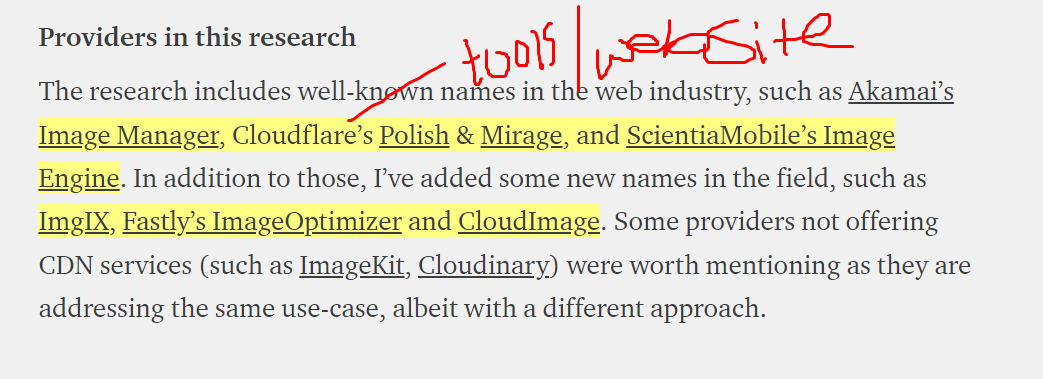 Providers in this research
tools | website
The research includes well-known names in the web industry, such as Akamai’s
Image Manager, Cloudflare’s Polish & Mirage, and ScientiaMobile’s Image
Engine. In addition to those, I’ve added some new names in the field, such as
ImgIX, Fastly’s ImageOptimizer and CloudImage. Some providers not offering
CDN services (such as ImageKit, Cloudinary) were worth mentioning as they are
addressing the same use-case, albeit with a different approach.